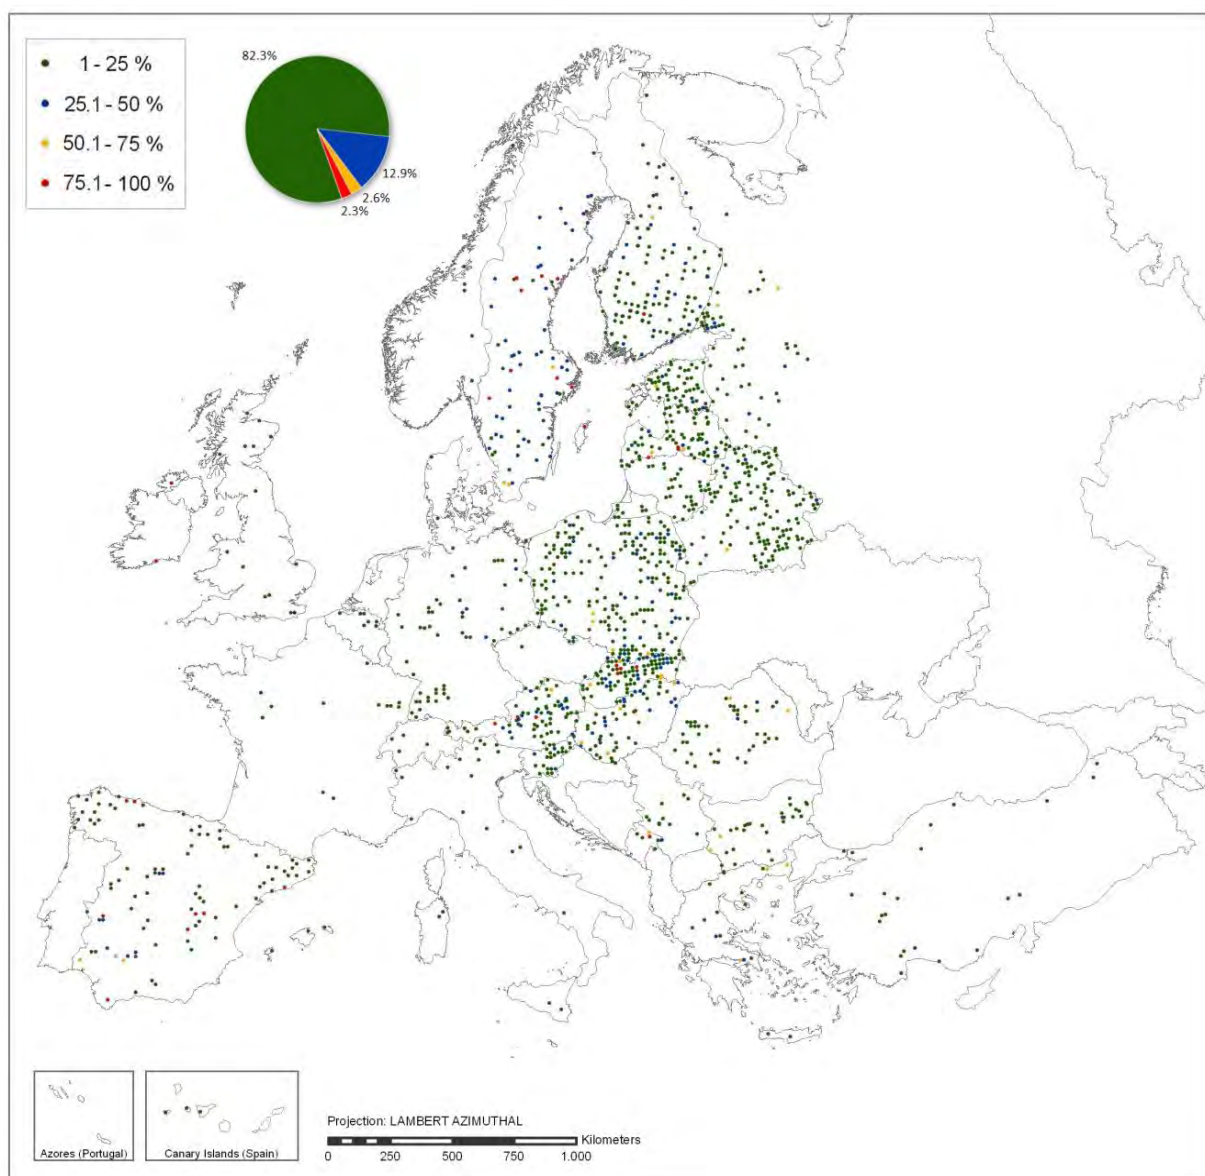 1 - 25 %
25.1 - 50 %
50.1 - 75 %
75.1 - 100 %
82.3%
12.9%
2.6%
2.3%
Azores (Portugal)
Canary Islands (Spain)
Projection: LAMBERT AZIMUTHAL
Kilometers
0 250 500 750 1.000